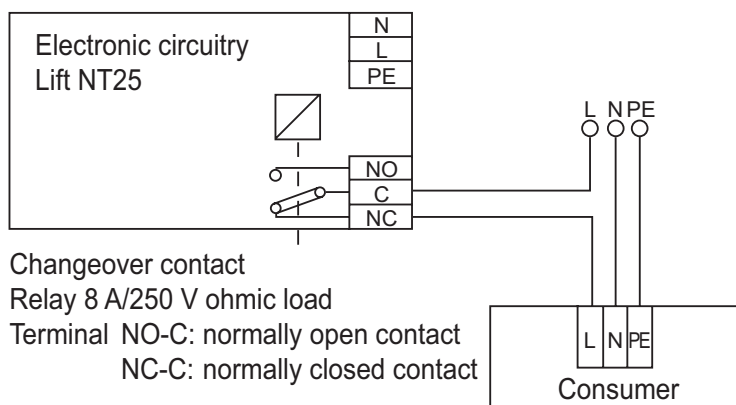 Electronic circuitry
Lift NT25
N
L
PE
NO
C
NC
L N PE
Changeover contact
Relay 8 A/250 V ohmic load
Terminal NO-C: normally open contact
NC-C: normally closed contact
L N PE
Consumer